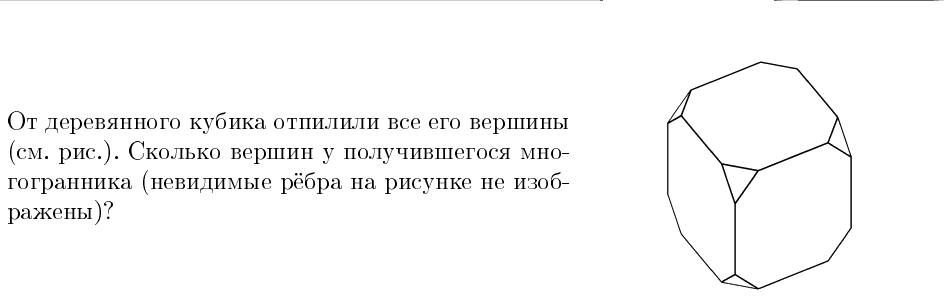 От деревянного кубика отпилили все его вершины
(см. рис.). Сколько вершин у получившегося мно-
гогранника (невидимые рёбра на рисунке не изоб-
ражены)?